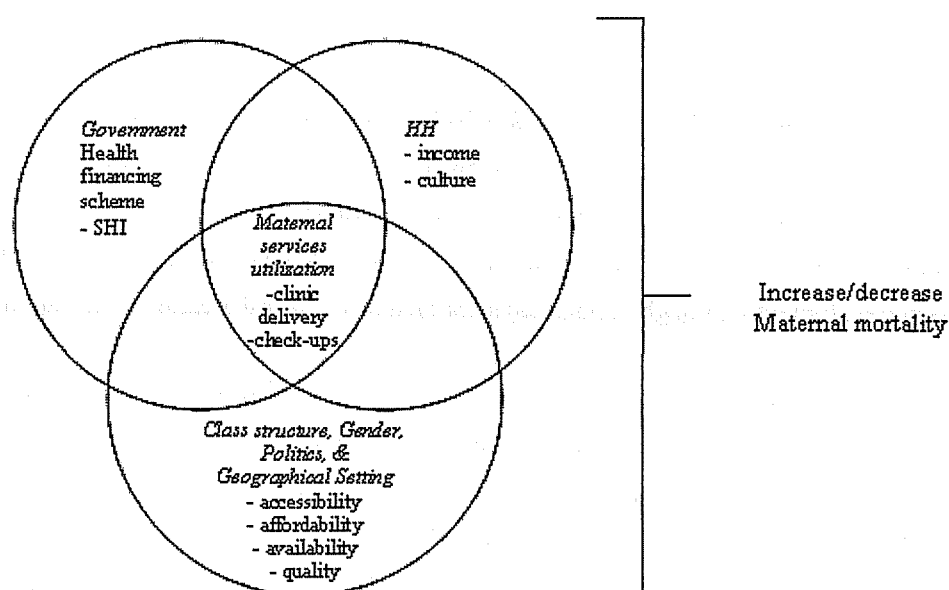 Government
Health
financing
scheme
- SHI
HH
- income
- culture
Maternal
services
utilization
-clinic
delivery
-check-ups
Class structure, Gender,
Politics, &
Geographical Setting
- accessibility
- affordability
- availability
- quality
Increase/decrease
Maternal mortality